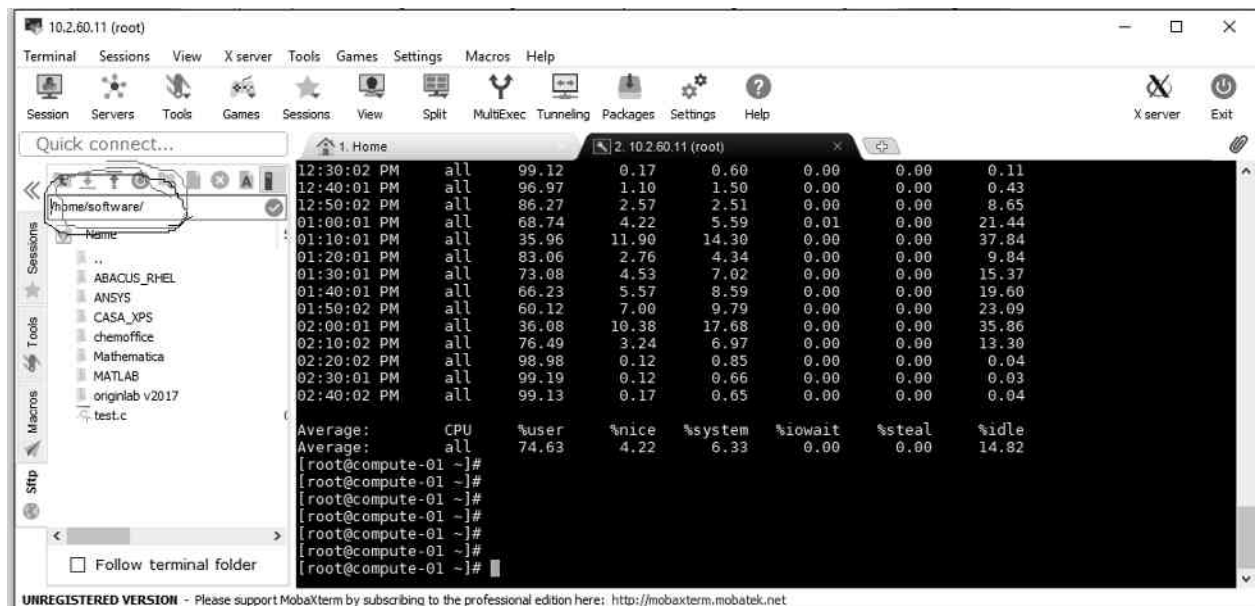 10.2.60.11 (root)
Terminal Sessions View X server Tools Games Settings Macros Help
Session Servers Tools Games Sessions View Split MultiExec Tunneling Packages Settings Help X server Exit
Quick connect...
1. Home
2. 10.2.60.11 (root)
/home/software/
Name
..
ABACUS_RHEL
ANSYS
CASA_XPS
chemoffice
Mathematica
MATLAB
originlab v2017
test.c
Sessions
Tools
Macros
Sftp
Follow terminal folder
12:30:02 PM all 99.12 0.17 0.60 0.00 0.00 0.11
12:40:01 PM all 96.97 1.10 1.50 0.00 0.00 0.43
12:50:02 PM all 86.27 2.57 2.51 0.00 0.00 8.65
01:00:01 PM all 68.74 4.22 5.59 0.01 0.00 21.44
01:10:01 PM all 35.96 11.90 14.30 0.00 0.00 37.84
01:20:01 PM all 83.06 2.76 4.34 0.00 0.00 9.84
01:30:01 PM all 73.08 4.53 7.02 0.00 0.00 15.37
01:40:01 PM all 66.23 5.57 8.59 0.00 0.00 19.60
01:50:02 PM all 60.12 7.00 9.79 0.00 0.00 23.09
02:00:01 PM all 36.08 10.38 17.68 0.00 0.00 35.86
02:10:02 PM all 76.49 3.24 6.97 0.00 0.00 13.30
02:20:02 PM all 98.98 0.12 0.85 0.00 0.00 0.04
02:30:01 PM all 99.19 0.12 0.66 0.00 0.00 0.03
02:40:02 PM all 99.13 0.17 0.65 0.00 0.00 0.04
Average: CPU %user %nice %system %iowait %steal %idle
Average: all 74.63 4.22 6.33 0.00 0.00 14.82
[root@compute-01 ~]#
[root@compute-01 ~]#
[root@compute-01 ~]#
[root@compute-01 ~]#
[root@compute-01 ~]#
[root@compute-01 ~]#
[root@compute-01 ~]#
UNREGISTERED VERSION - Please support MobaXterm by subscribing to the professional edition here: http://mobaxterm.mobatek.net